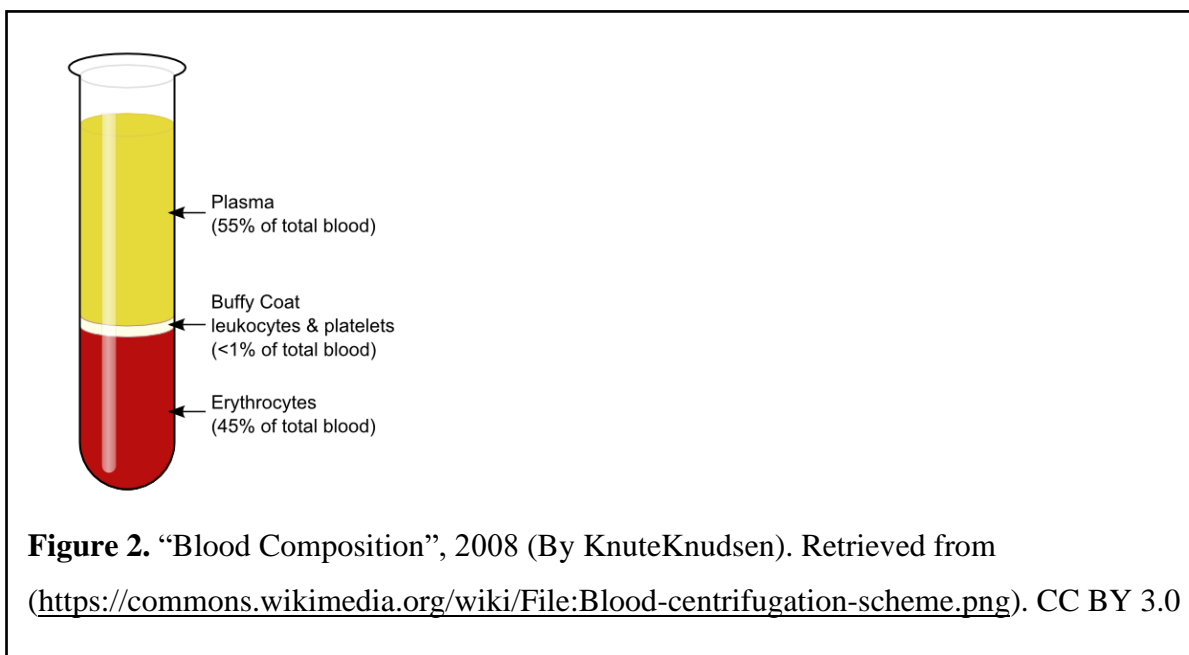 Plasma
(55% of total blood)
Buffy Coat
leukocytes & platelets
(<1% of total blood)
Erythrocytes
(45% of total blood)
Figure 2. “Blood Composition”, 2008 (By KnuteKnudsen). Retrieved from
(https://commons.wikimedia.org/wiki/File:Blood-centrifugation-scheme.png). CC BY 3.0